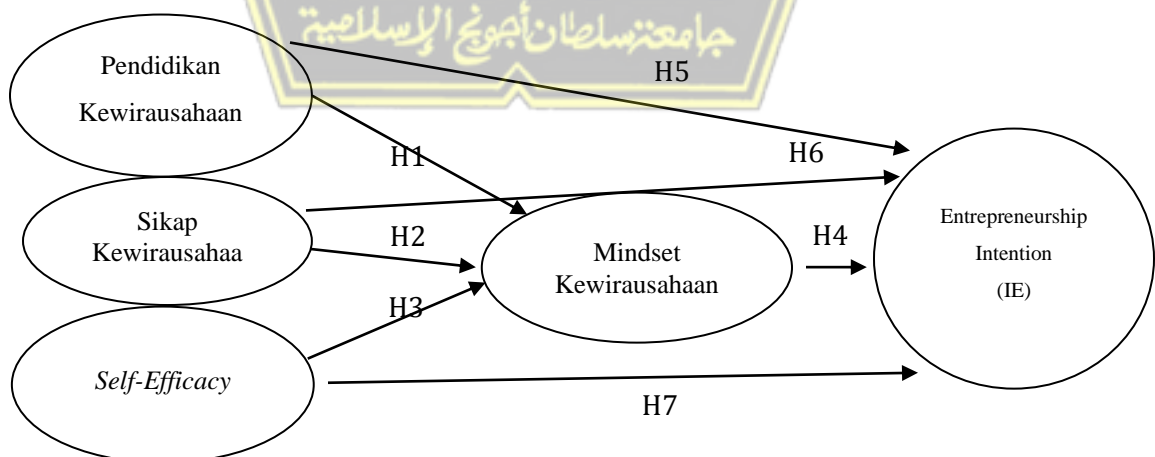 جامعتنسلطان أجونج الإسلامية
Pendidikan
Kewirausahaan
H5
H1
H6
Sikap
Kewirausahaa
H2
Mindset
Kewirausahaan
H4
Entrepreneurship
Intention
(IE)
H3
Self-Efficacy
H7